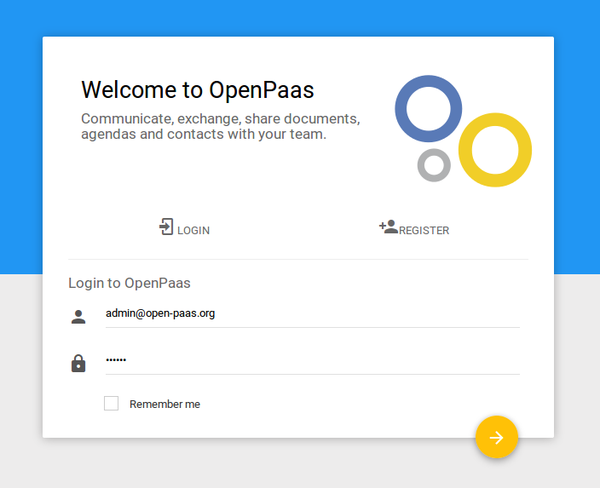 Welcome to OpenPaas
Communicate, exchange, share documents,
agendas and contacts with your team.
LOGIN
REGISTER
Login to OpenPaas
admin@open-paas.org
••••••
Remember me